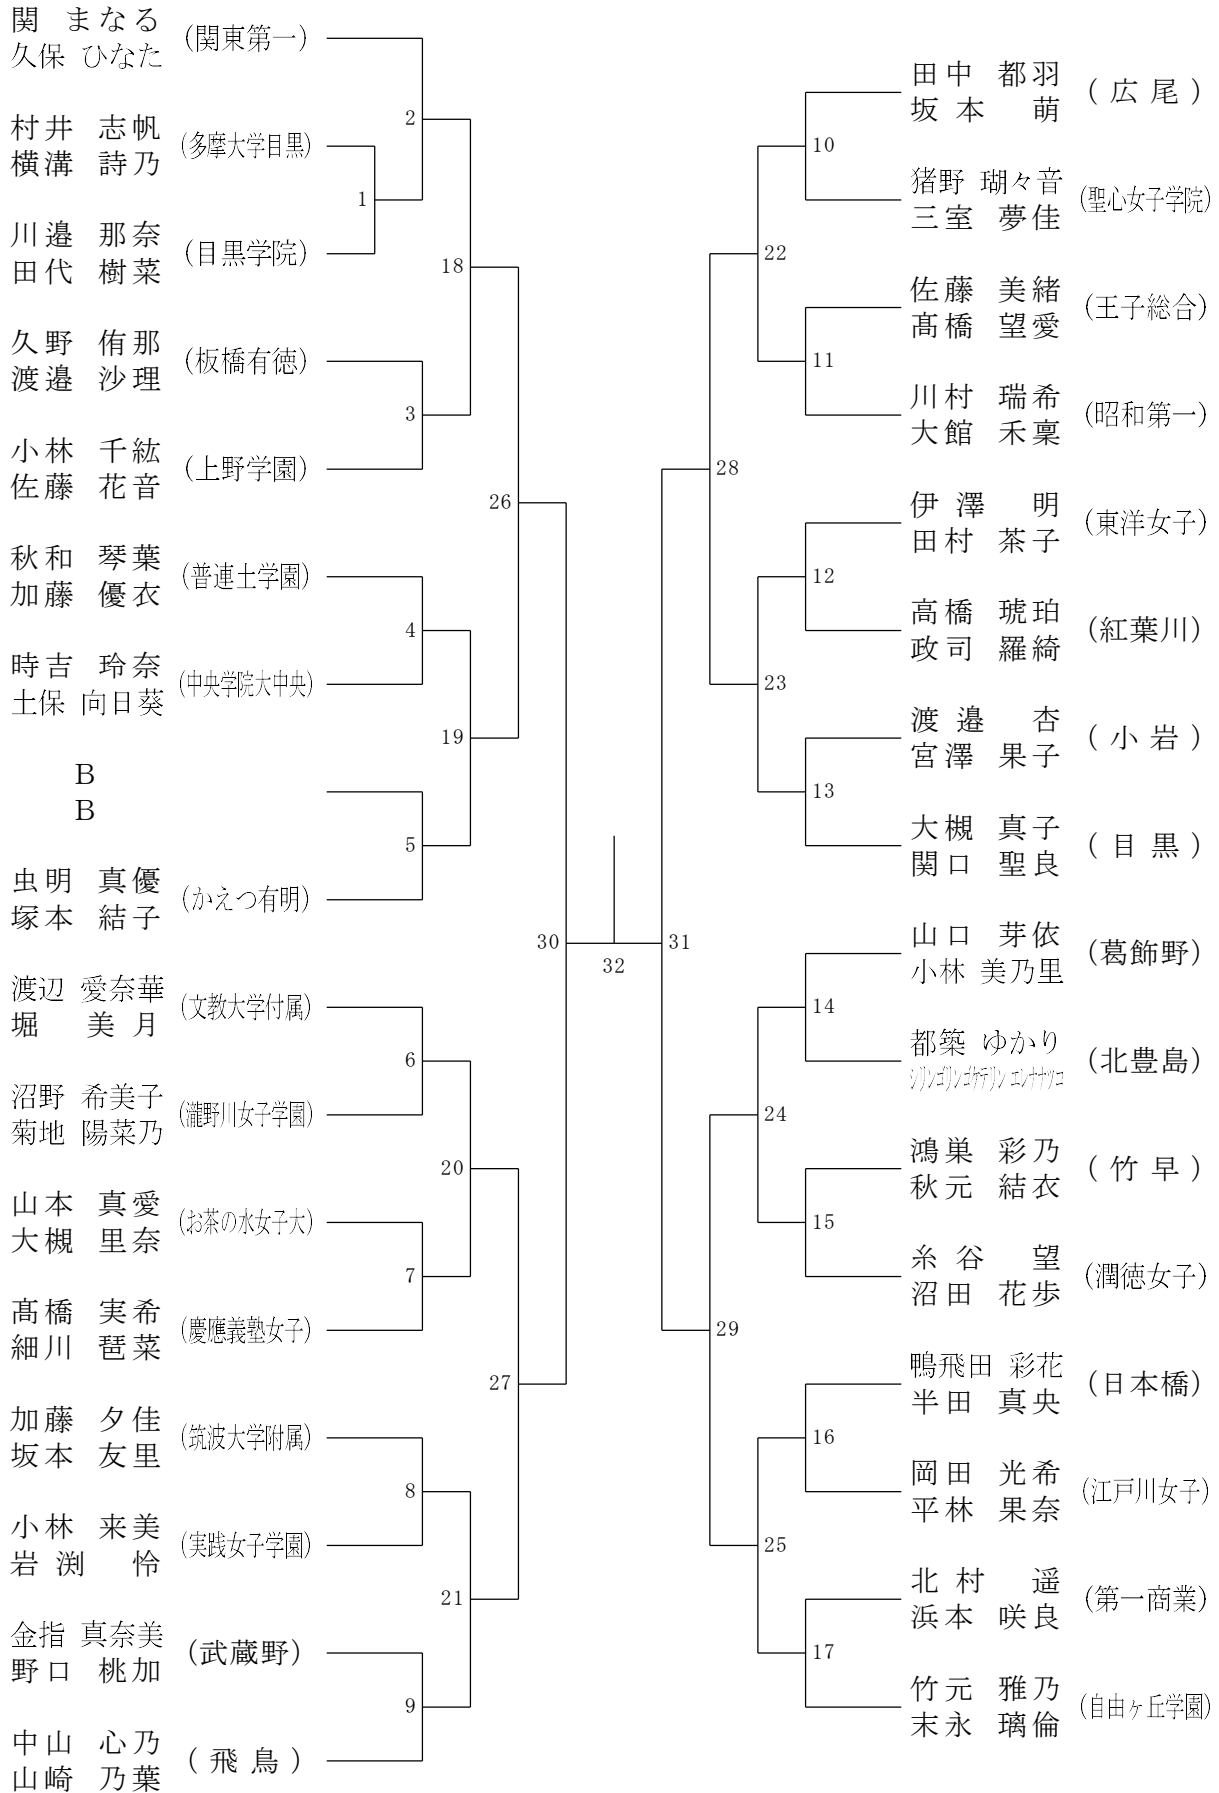 関 まなる
久保 ひなた
(関東第一)
村井 志帆
横溝 詩乃
(多摩大学目黒)
川邉 那奈
田代 樹菜
(目黒学院)
久野 侑那
渡邉 沙理
(板橋有徳)
小林 千紘
佐藤 花音
(上野学園)
秋和 琴葉
加藤 優衣
(普連土学園)
時吉 玲奈
土保 向日葵
(中央学院大中央)
B
B
虫明 真優
塚本 結子
(かえつ有明)
渡辺 愛奈華
堀 美月
(文教大学付属)
沼野 希美子
菊地 陽菜乃
(瀧野川女子学園)
山本 真愛
大槻 里奈
(お茶の水女子大)
髙橋 実希
細川 琶菜
(慶應義塾女子)
加藤 夕佳
坂本 友里
(筑波大学附属)
小林 来美
岩渕 怜
(実践女子学園)
金指 真奈美
野口 桃加
(武蔵野)
中山 心乃
山崎 乃葉
(飛鳥)
1
2
3
4
5
6
7
8
9
18
19
20
21
26
27
30
32
31
28
29
22
23
24
25
10
11
12
13
14
15
16
17
田中 都羽
坂本 萌
(広尾)
猪野 瑚々音
三室 夢佳
(聖心女子学院)
佐藤 美緒
髙橋 望愛
(王子総合)
川村 瑞希
大館 禾稟
(昭和第一)
伊澤 明
田村 茶子
(東洋女子)
高橋 琥珀
政司 羅綺
(紅葉川)
渡邉 杏
宮澤 果子
(小岩)
大槻 真子
関口 聖良
(目黒)
山口 芽依
小林 美乃里
(葛飾野)
都築 ゆかり
シリンゴリンゴ カテリン エンナナツコ
(北豊島)
鴻巣 彩乃
秋元 結衣
(竹早)
糸谷 望
沼田 花歩
(潤徳女子)
鴨飛田 彩花
半田 真央
(日本橋)
岡田 光希
平林 果奈
(江戸川女子)
北村 遥
浜本 咲良
(第一商業)
竹元 雅乃
末永 璃倫
(自由ヶ丘学園)